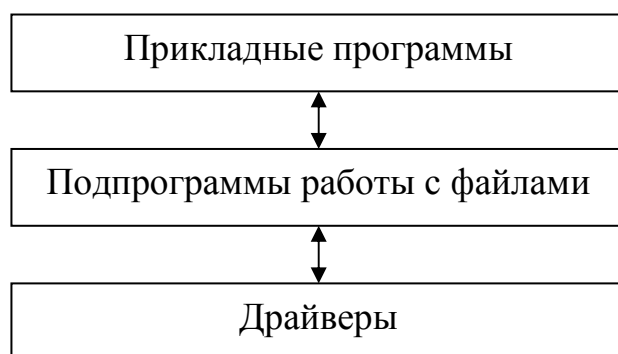 Прикладные программы
Подпрограммы работы с файлами
Драйверы